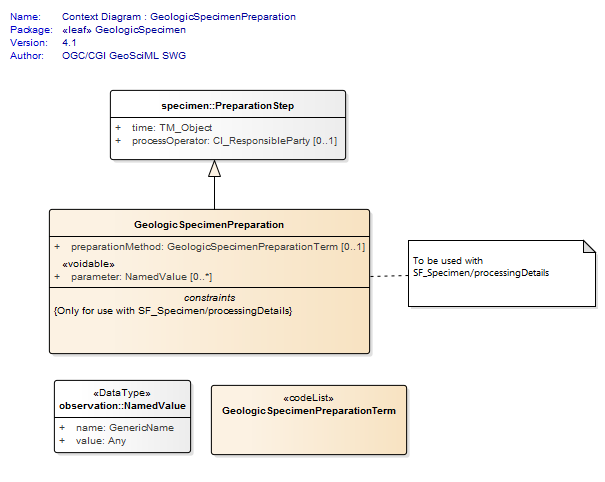 Name: Context Diagram : GeologicSpecimenPreparation
Package: «leaf» GeologicSpecimen
Version: 4.1
Author: OGC/CGI GeoSciML SWG
specimen::PreparationStep
+ time: TM_Object
+ processOperator: CI_ResponsibleParty [0..1]
GeologicSpecimenPreparation
+ preparationMethod: GeologicSpecimenPreparationTerm [0..1]
«voidable»
+ parameter: NamedValue [0..*]
constraints
{Only for use with SF_Specimen/processingDetails}
To be used with
SF_Specimen/processingDetails
«DataType»
observation::NamedValue
+ name: GenericName
+ value: Any
«codeList»
GeologicSpecimenPreparationTerm